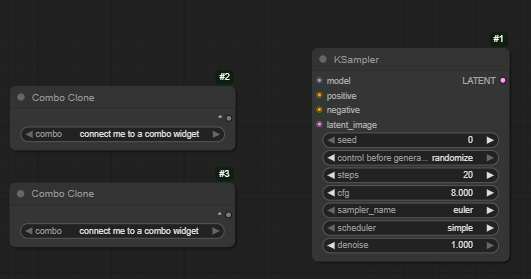 #2
Combo Clone
*
combo connect me to a combo widget
#3
Combo Clone
*
combo connect me to a combo widget
#1
KSampler
model LATENT
positive
negative
latent_image
seed 0
control before genera... randomize
steps 20
cfg 8.000
sampler_name euler
scheduler simple
denoise 1.000